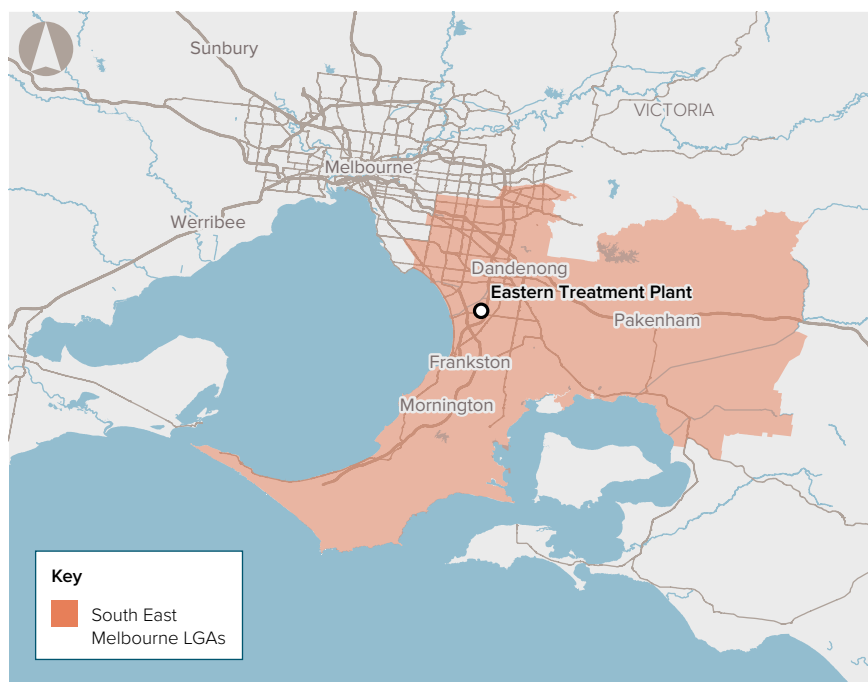 Sunbury
VICTORIA
Melbourne
Werribee
Dandenong
Eastern Treatment Plant
Pakenham
Frankston
Mornington
Key
South East
Melbourne LGAs